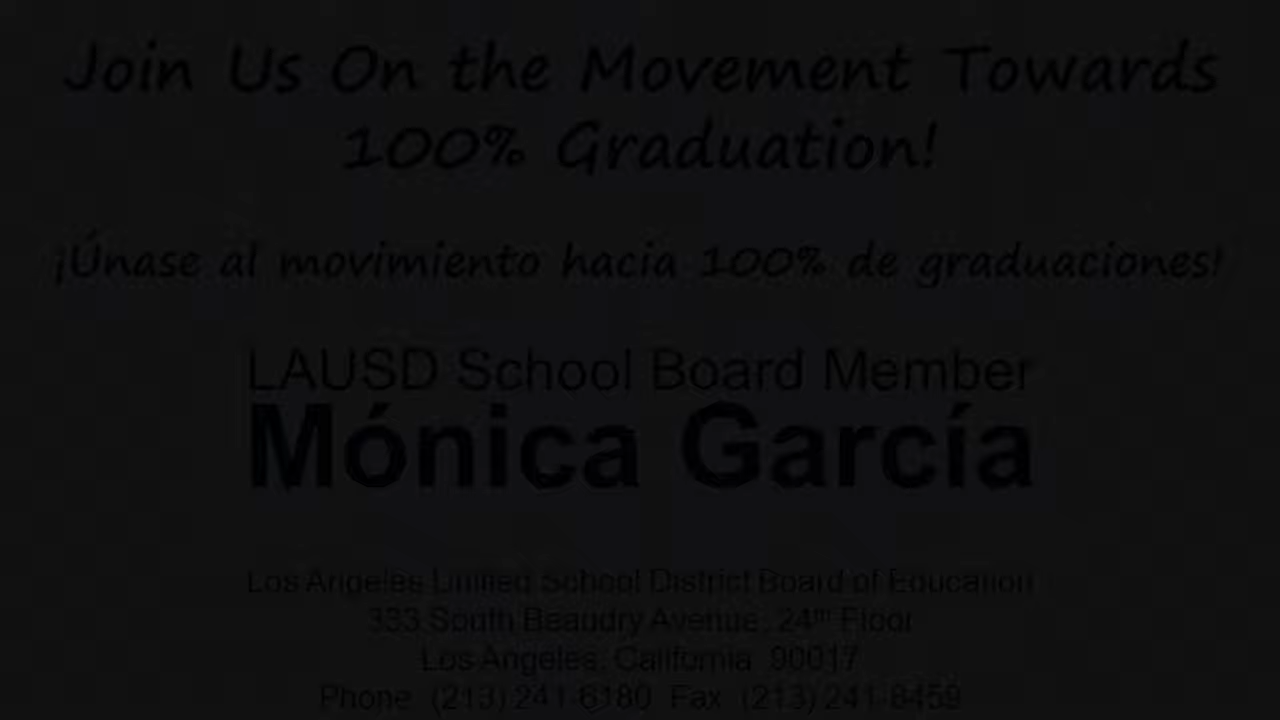 Join Us On the Movement Towards
100% Graduation!
¡Únase al movimiento hacia 100% de graduaciones!
LAUSD School Board Member
Mónica García
Los Angeles Unified School District Board of Education
333 South Beaudry Avenue, 24th Floor
Los Angeles, California 90017
Phone (213) 241-6180 Fax (213) 241-8459